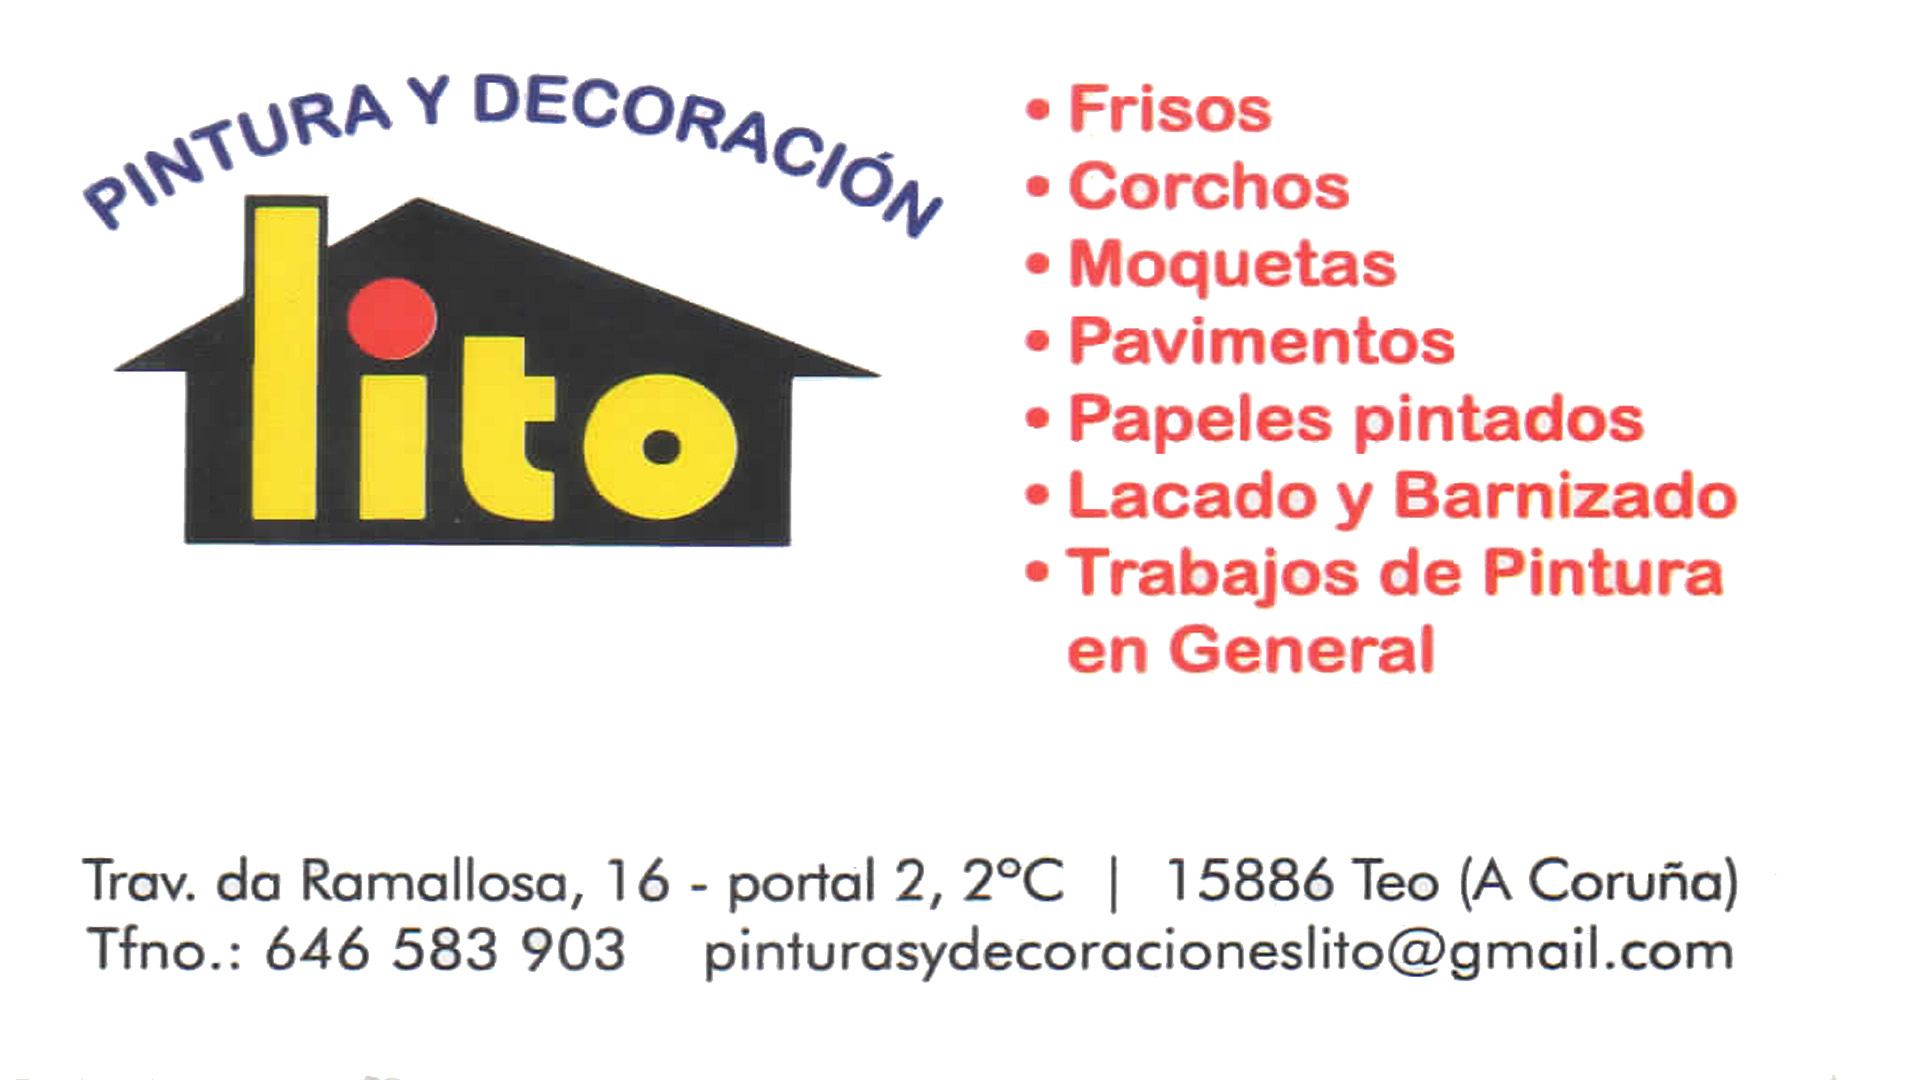 PINTURA Y DECORACIÓN
lito
• Frisos
• Corchos
• Moquetas
• Pavimentos
• Papeles pintados
• Lacado y Barnizado
• Trabajos de Pintura
en General
Trav. da Ramallosa, 16 - portal 2, 2ºC | 15886 Teo (A Coruña)
Tfno.: 646 583 903 pinturasydecoracioneslito@gmail.com